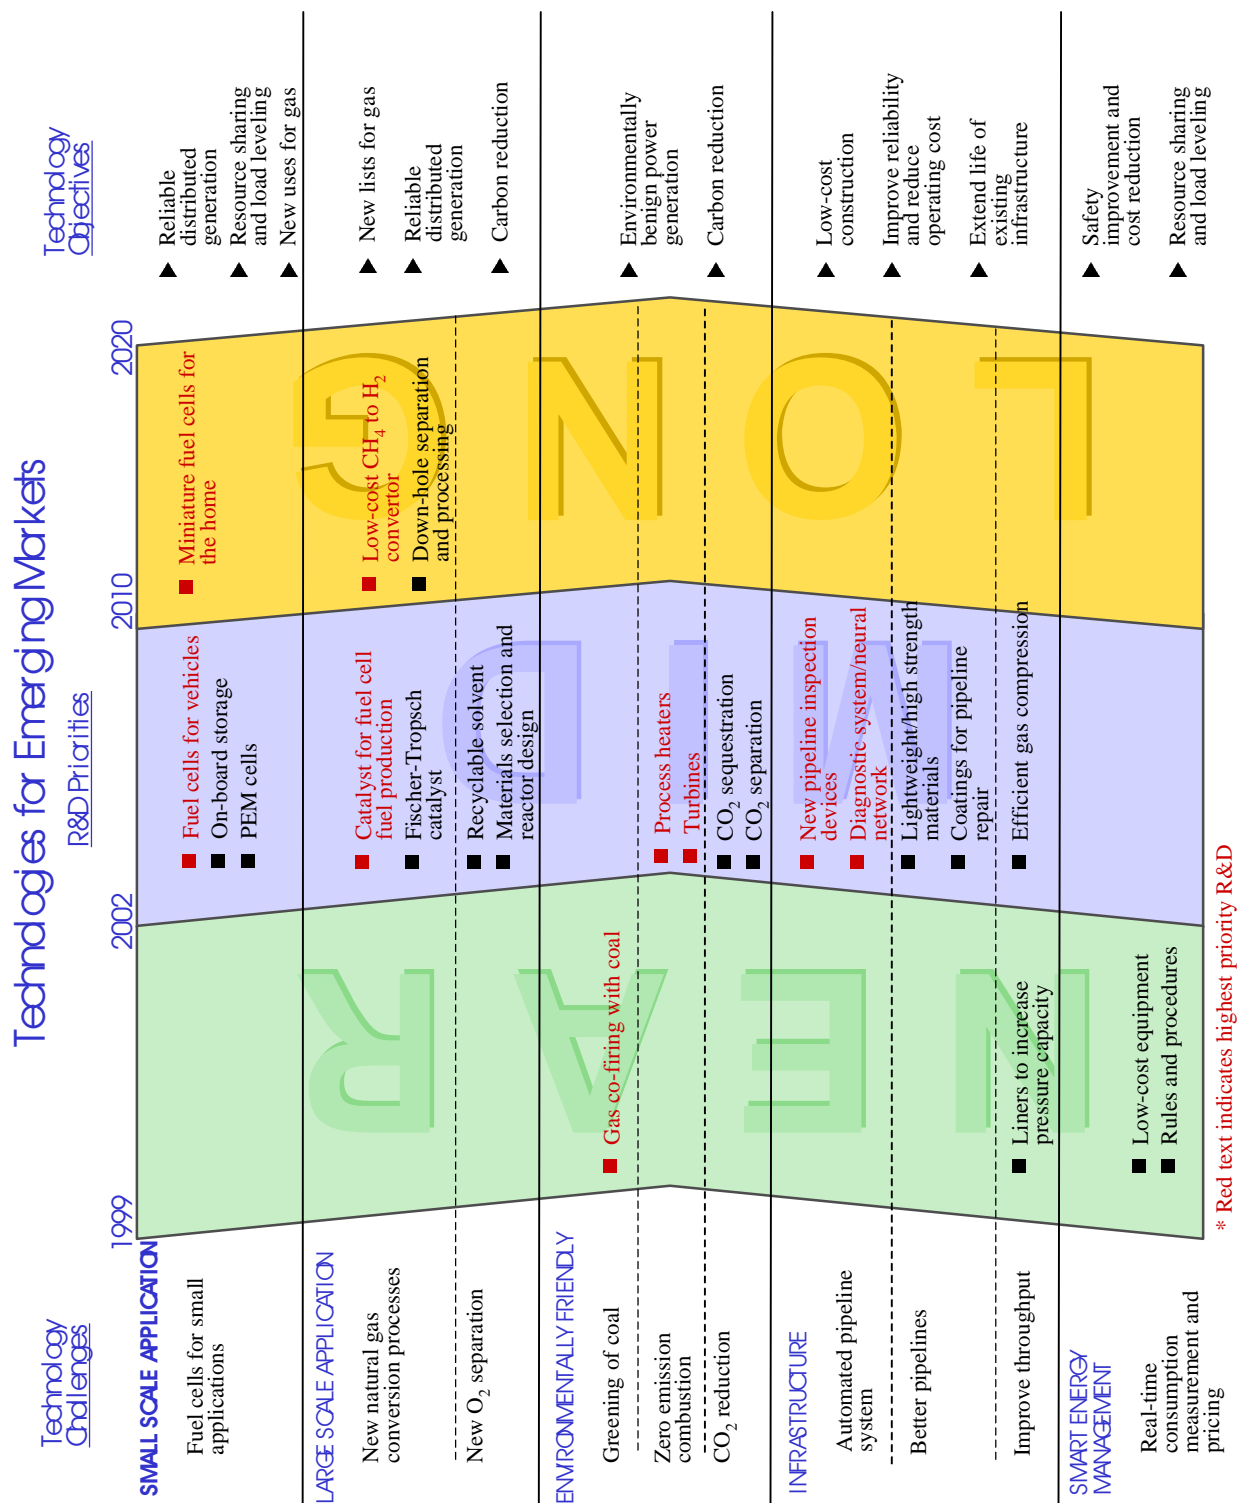 Technologies for Emerging Markets
Technology
Challenges
R&D Priorities
Technology
Objectives
1999
2002
2010
2020
SMALL SCALE APPLICATION
Fuel cells for small
applications
Fuel cells for vehicles
On-board storage
PEM cells
Miniature fuel cells for
the home
Reliable
distributed
generation
Resource sharing
and load leveling
New uses for gas
LARGE SCALE APPLICATION
New natural gas
conversion processes
Catalyst for fuel cell
fuel production
Fischer-Tropsch
catalyst
Low-cost CH4 to H2
convertor
Down-hole separation
and processing
New lists for gas
Reliable
distributed
generation
New O2 separation
Recyclable solvent
Materials selection and
reactor design
Carbon reduction
ENVIRONMENTALLY FRIENDLY
Greening of coal
Gas co-firing with coal
Environmentally
benign power
generation
Zero emission
combustion
Process heaters
Turbines
CO2 reduction
CO2 sequestration
CO2 separation
Carbon reduction
INFRASTRUCTURE
Automated pipeline
system
New pipeline inspection
devices
Diagnostic system/neural
network
Low-cost
construction
Better pipelines
Lightweight/high strength
materials
Coatings for pipeline
repair
Improve reliability
and reduce
operating cost
Improve throughput
Liners to increase
pressure capacity
Efficient gas compression
Extend life of
existing
infrastructure
SMART ENERGY
MANAGEMENT
Real-time
consumption
measurement and
pricing
Low-cost equipment
Rules and procedures
Safety
improvement and
cost reduction
Resource sharing
and load leveling
NEAR
MID
LONG
* Red text indicates highest priority R&D